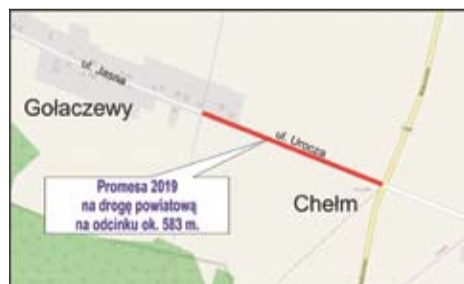 ul. Jasna
Gołaczewy
ul. Urocza
Promesa 2019
na drogę powiatową
na odcinku ok. 583 m.
Chełm